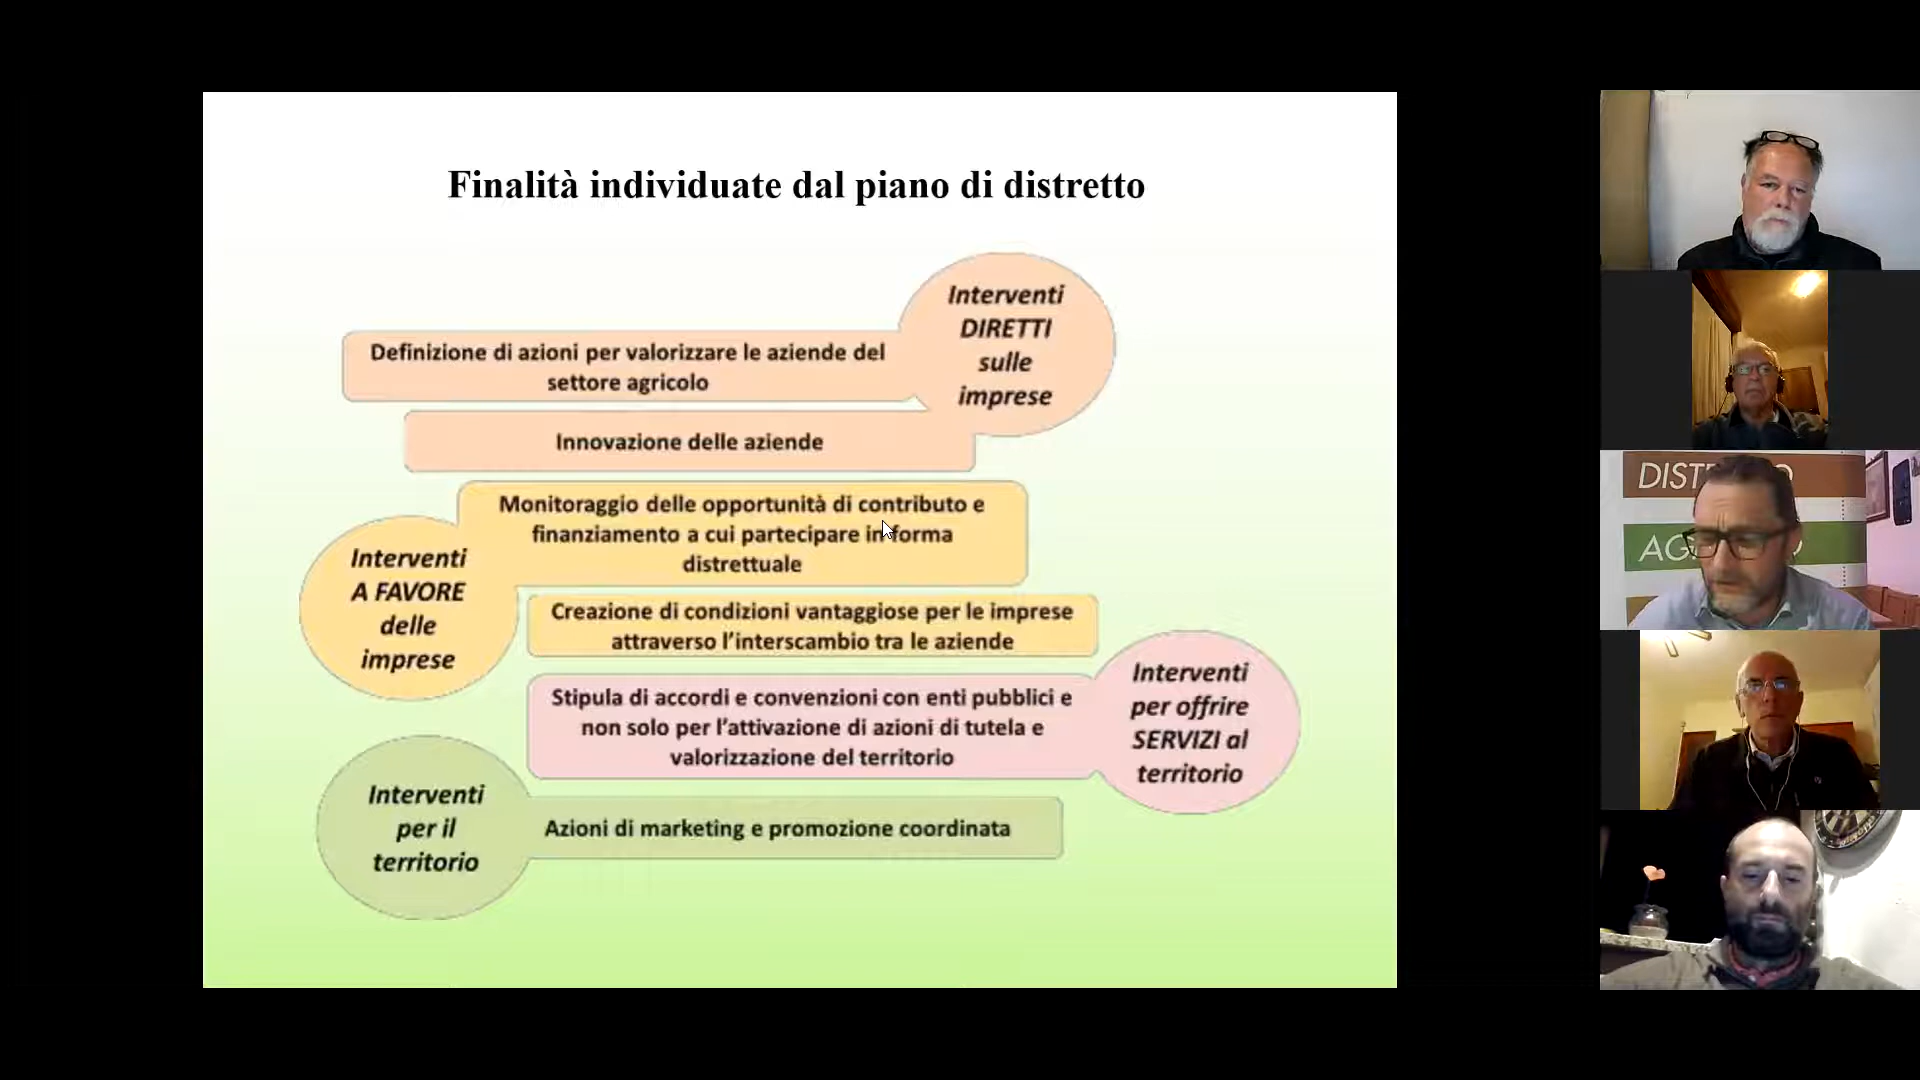 Finalità individuate dal piano di distretto
Interventi
DIRETTI
sulle
imprese
Definizione di azioni per valorizzare le aziende del
settore agricolo
Innovazione delle aziende
Monitoraggio delle opportunità di contributo e
finanziamento a cui partecipare in forma
distrettuale
Interventi
A FAVORE
delle
imprese
Creazione di condizioni vantaggiose per le imprese
attraverso l'interscambio tra le aziende
Stipula di accordi e convenzioni con enti pubblici e
non solo per l'attivazione di azioni di tutela e
valorizzazione del territorio
Interventi
per offrire
SERVIZI al
territorio
Interventi
per il
territorio
Azioni di marketing e promozione coordinata